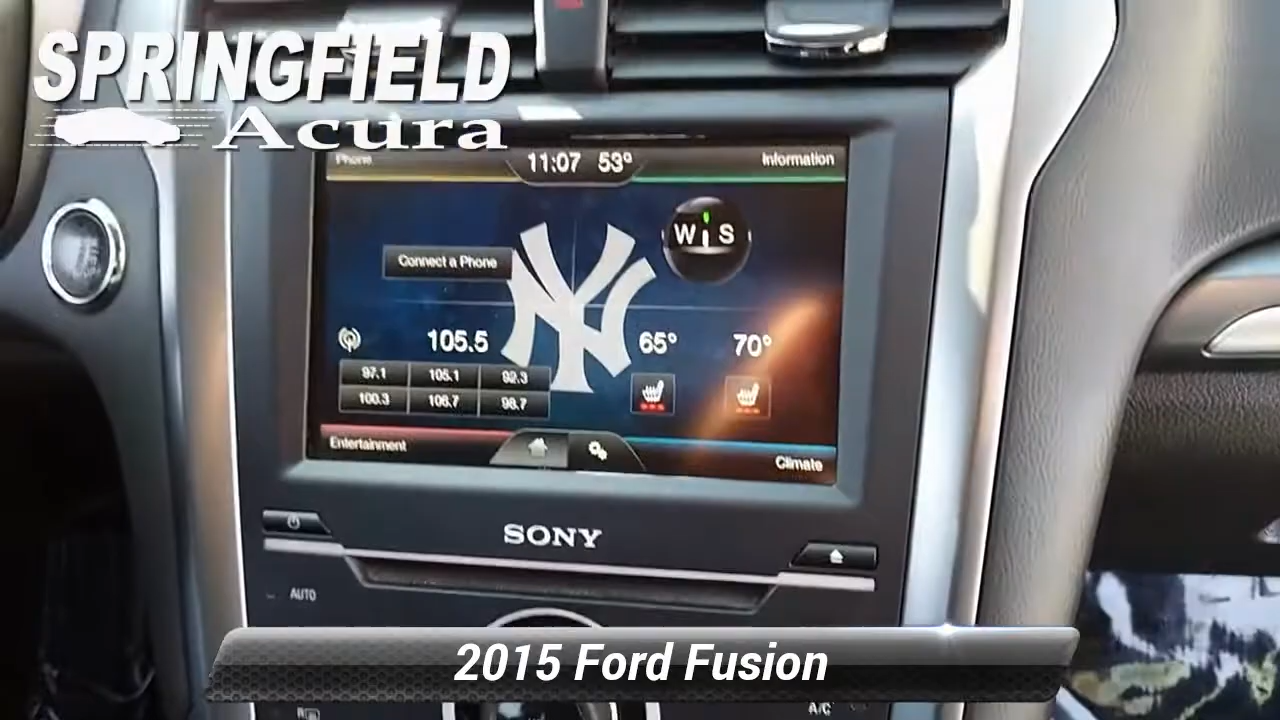 SPRINGFIELD
Acura
Phone 11:07 53° Information
W S
NY
Connect a Phone
105.5 65° 70°
97.1 105.1 92.3
100.3 106.7 98.7
Entertainment
Climate
SONY
AUTO
2015 Ford Fusion
R A/C